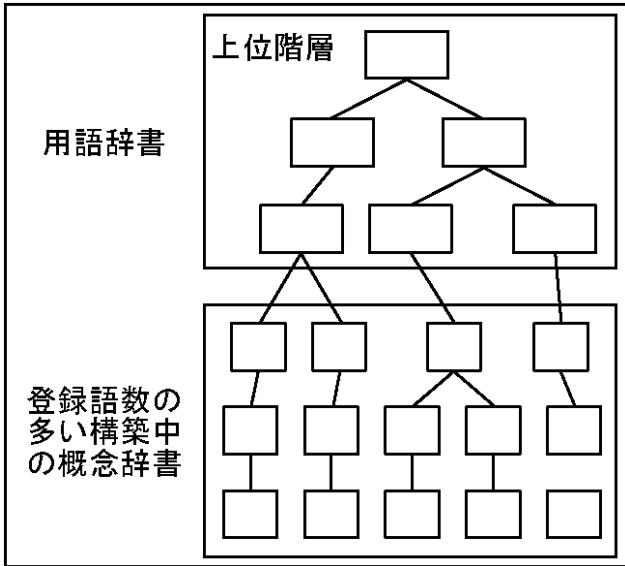 上位階層
用語辞書
登録語数の
多い構築中
の概念辞書